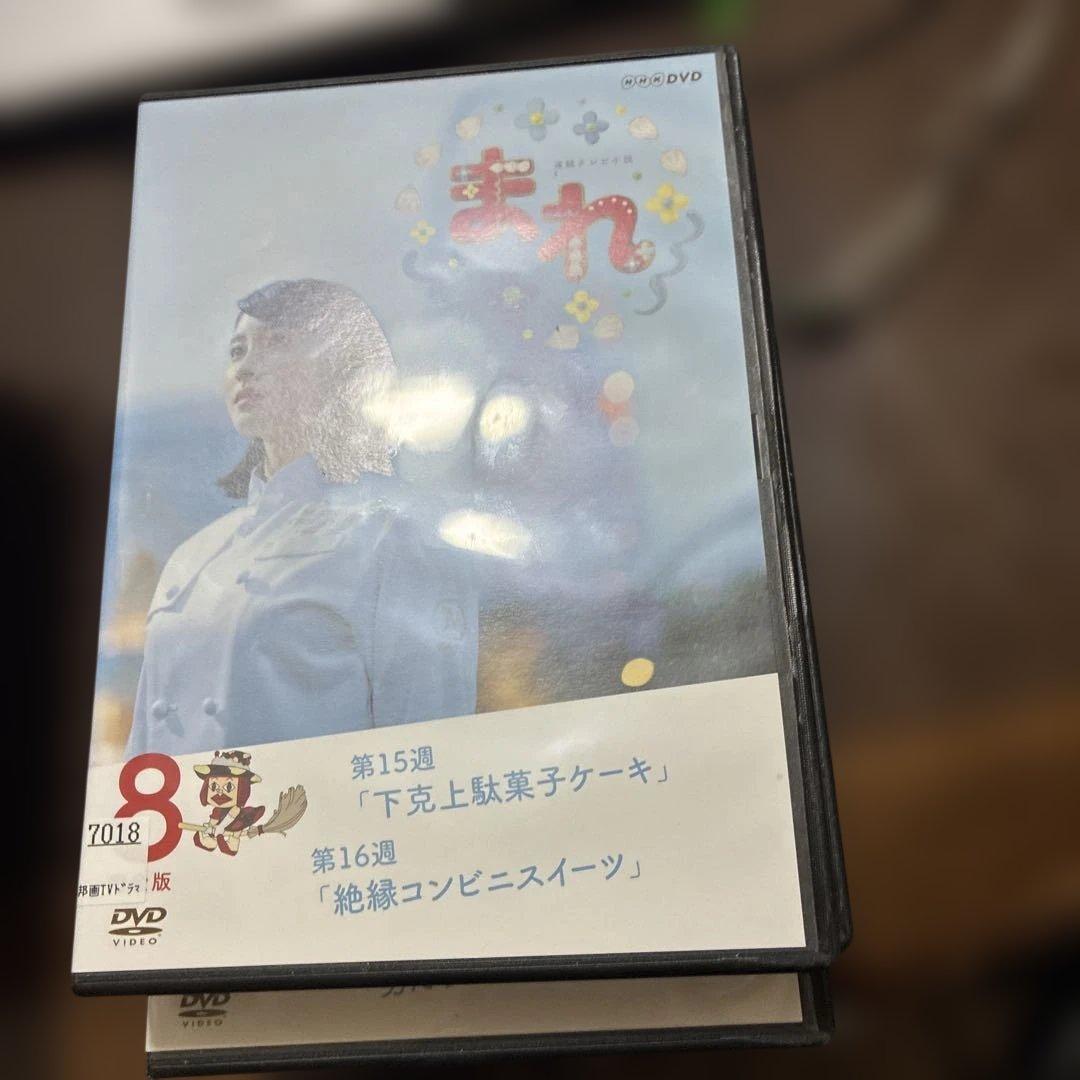 NHK DVD
連続テレビ小説
まれ
8
第15週
「下克上駄菓子ケーキ」
第16週
「絶縁コンビニスイーツ」
7018
版
邦画TVドラマ
DVD
VIDEO
DVD
VIDEO